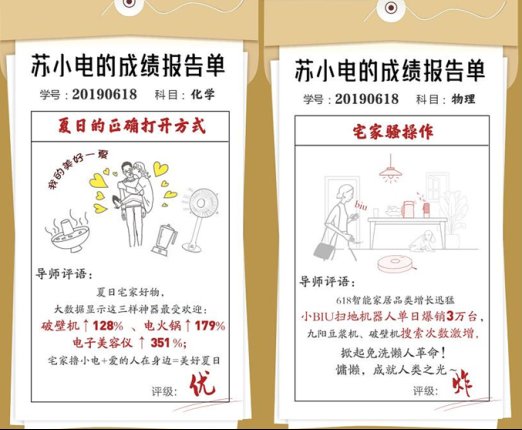 苏小电的成绩报告单
学号：20190618 科目：化学
夏日的正确打开方式
我的美好一夏
导师评语：
夏日宅家好物，
大数据显示这三样神器最受欢迎：
破壁机↑128% 、电火锅↑179%
电子美容仪 ↑ 351%；
宅家撸小电+爱的人在身边=美好夏日
评级：优
苏小电的成绩报告单
学号：20190618 科目：物理
宅家骚操作
biu
导师评语：
618智能家居品类增长迅猛
小BIU扫地机器人单日爆销3万台，
九阳豆浆机、破壁机搜索次数激增，
掀起免洗懒人革命！
慵懒，成就人类之光~
评级：炸